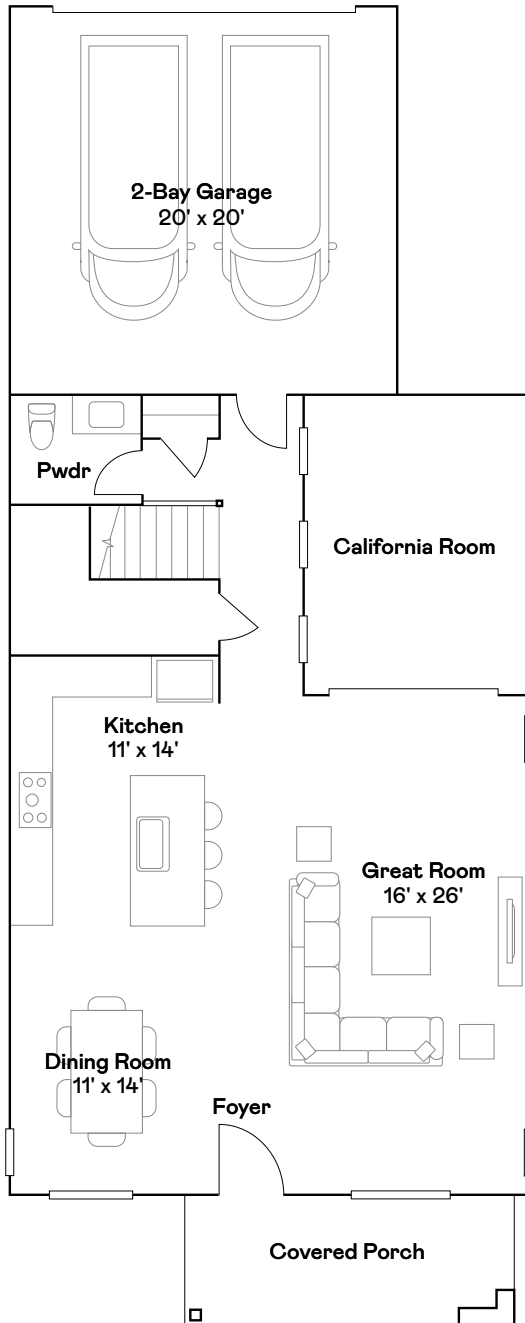 2-Bay Garage
20' x 20'
Pwdr
California Room
Kitchen
11' x 14'
Great Room
16' x 26'
Dining Room
11' x 14'
Foyer
Covered Porch